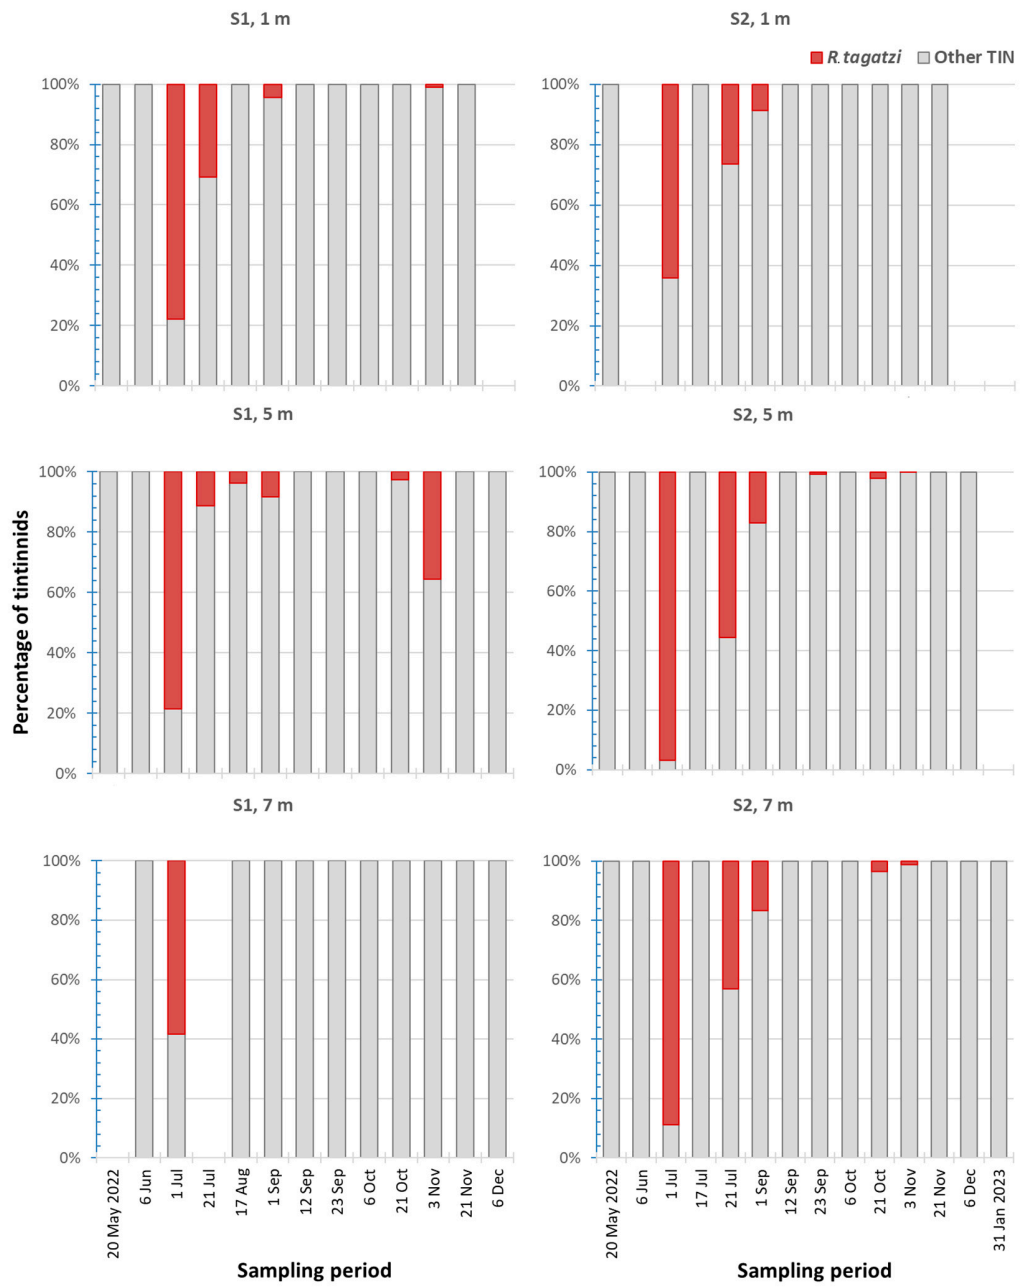 S1, 1 m
S2, 1 m
R.tagatzi Other TIN
100%
80%
60%
40%
20%
0%
100%
80%
60%
40%
20%
0%
S1, 5 m
S2, 5 m
100%
80%
60%
40%
20%
0%
100%
80%
60%
40%
20%
0%
Percentage of tintinnids
S1, 7 m
S2, 7 m
100%
80%
60%
40%
20%
0%
100%
80%
60%
40%
20%
0%
20 May 2022
6 Jun
1 Jul
21 Jul
17 Aug
1 Sep
12 Sep
23 Sep
6 Oct
21 Oct
3 Nov
21 Nov
6 Dec
20 May 2022
6 Jun
1 Jul
17 Jul
21 Jul
1 Sep
12 Sep
23 Sep
6 Oct
21 Oct
3 Nov
21 Nov
6 Dec
31 Jan 2023
Sampling period
Sampling period